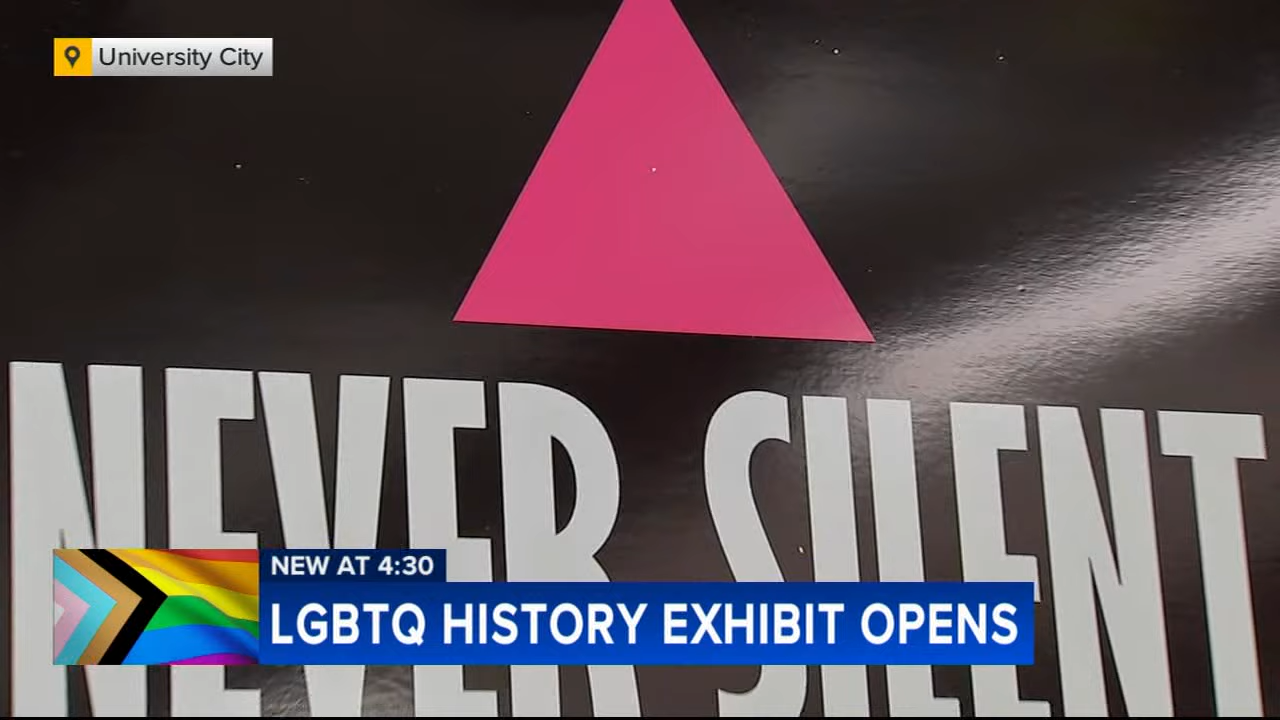 University City
NEVER SILENT
NEW AT 4:30
LGBTQ HISTORY EXHIBIT OPENS